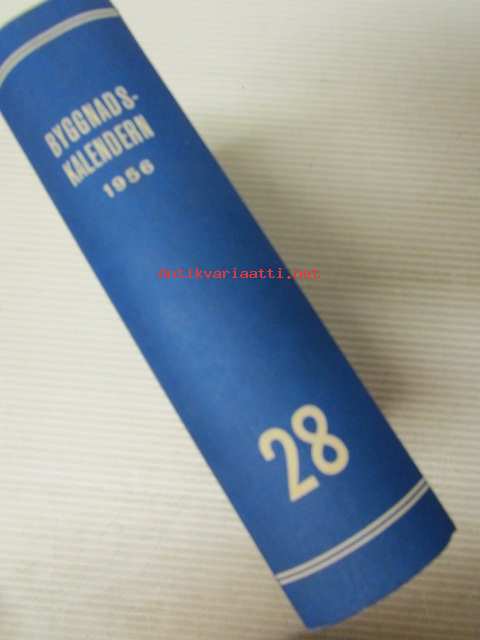 BYGGNADS-
KALENDERN
1956
antikvariaatti.net
28